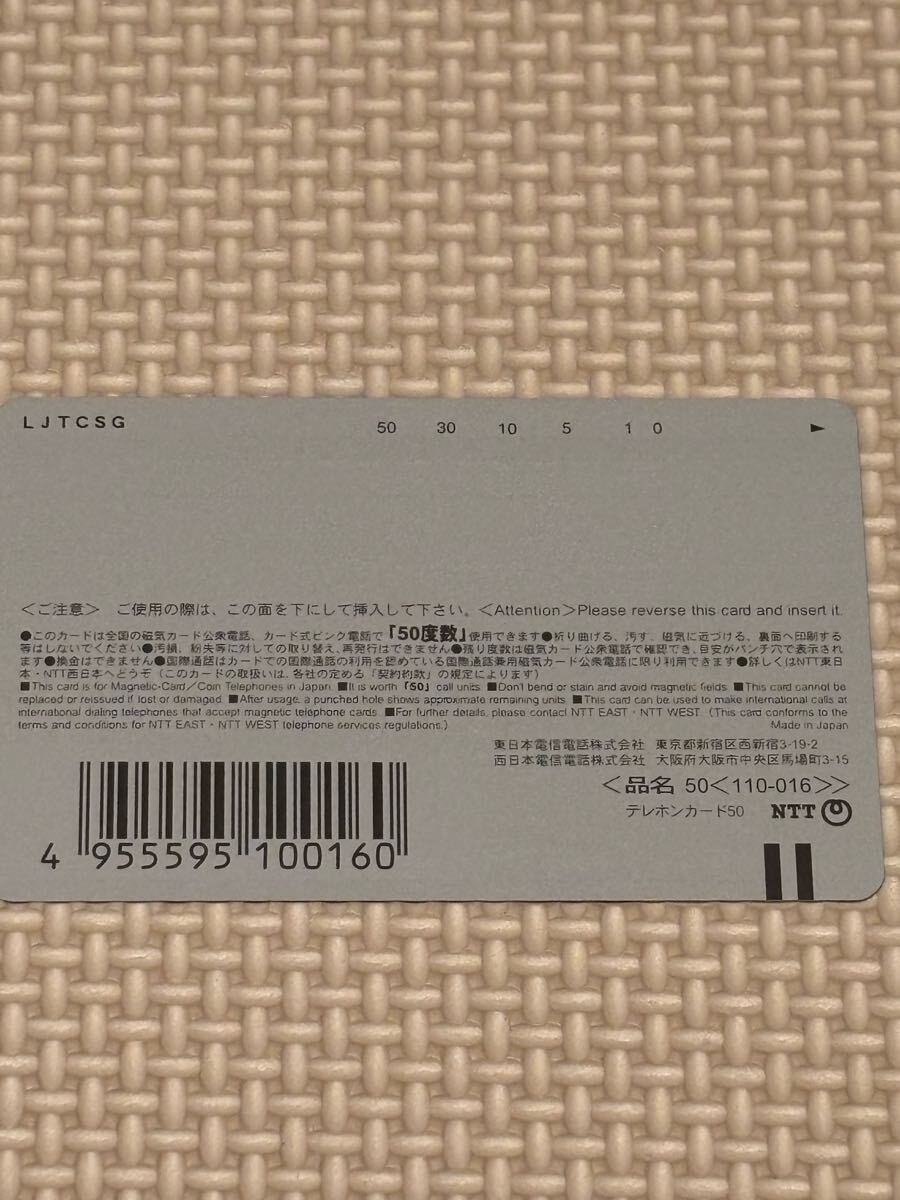 LJTCSG
50 30 10 5 1 0 ►
＜ご注意＞ ご使用の際は、この面を下にして挿入して下さい。＜Attention＞Please reverse this card and insert it.
●このカードは全国の磁気カード公衆電話、カード式ピンク電話で「50度数」使用できます●折り曲げる、汚す、磁気に近づける、裏面へ印刷する
等はしないでください●汚損、紛失等に対しての取り替え、再発行はできません●残り度数は磁気カード公衆電話で確認でき、目安がパンチ穴で表示され
ます●換金はできません●国際通話はカードでの国際通話の利用を認めている国際通話兼用磁気カード公衆電話に限り利用できます●詳しくはNTT東日
本・NTT西日本へどうぞ（このカードの取扱いは、各社の定める「契約約款」の規定によります）
■This card is for Magnetic-Card／Coin Telephones in Japan. ■It is worth「50」call units. ■Don't bend or stain and avoid magnetic fields. ■This card cannot be
replaced or reissued if lost or damaged. ■After usage, a punched hole shows approximate remaining units. ■This card can be used to make international calls at
international dialing telephones that accept magnetic telephone cards. ■For further details, please contact NTT EAST・NTT WEST.（This card conforms to the
terms and conditions for NTT EAST・NTT WEST telephone services regulations.） Made in Japan
東日本電信電話株式会社 東京都新宿区西新宿3-19-2
西日本電信電話株式会社 大阪府大阪市中央区馬場町3-15
＜品名 50＜110-016＞＞
テレホンカード50 NTT
4 955595 100160